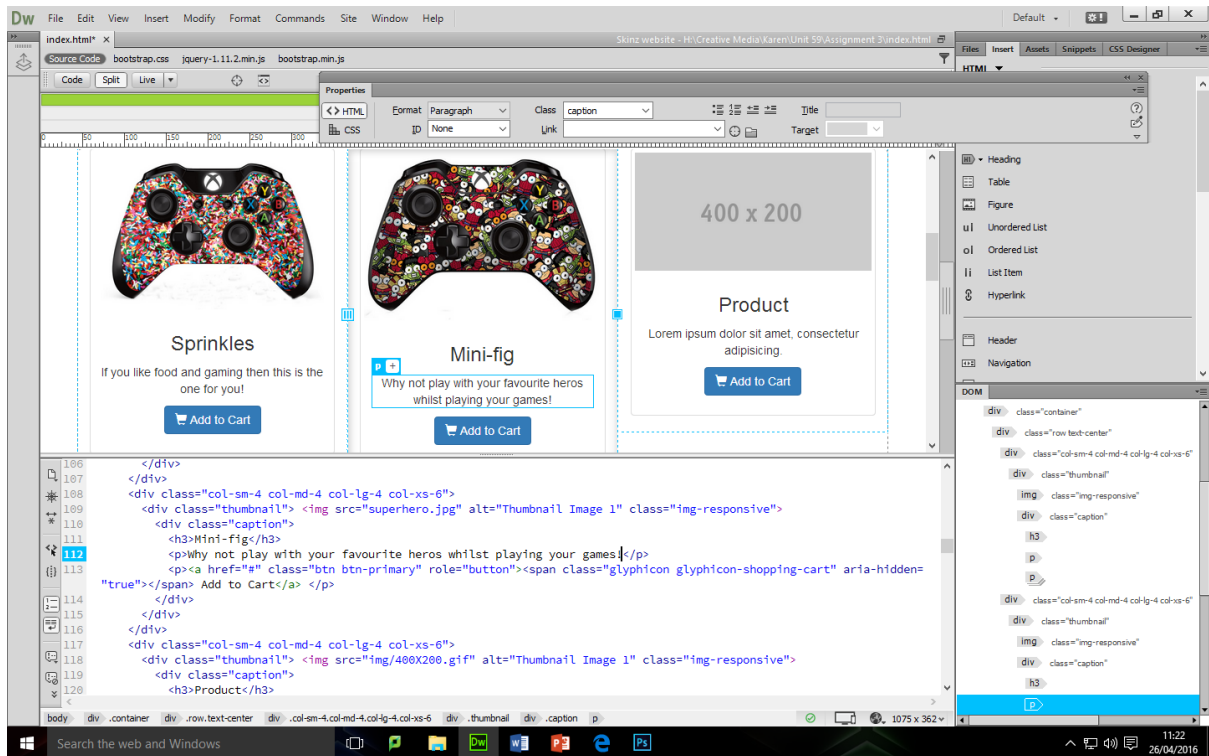 Dw File Edit View Insert Modify Format Commands Site Window Help
Default
index.html* ×
Skinz website - H:\Creative Media\Karen\Unit 59\Assignment 3\index.html
Source Code bootstrap.css jquery-1.11.2.min.js bootstrap.min.js
Code Split Live
Properties
<> HTML Format Paragraph Class caption Title
CSS ID None Link Target
0 50 100 150 200 250 300
Files Insert Assets Snippets CSS Designer
HTML
Heading
Table
Figure
ul Unordered List
ol Ordered List
li List Item
Hyperlink
Header
Navigation
X Y B A
Sprinkles
If you like food and gaming then this is the
one for you!
Add to Cart
X Y B A
Mini-fig
p +
Why not play with your favourite heros
whilst playing your games!
Add to Cart
400 x 200
Product
Lorem ipsum dolor sit amet, consectetur
adipisicing.
Add to Cart
106 </div>
107 </div>
108 <div class="col-sm-4 col-md-4 col-lg-4 col-xs-6">
109 <div class="thumbnail"> <img src="superhero.jpg" alt="Thumbnail Image 1" class="img-responsive">
110 <div class="caption">
111 <h3>Mini-fig</h3>
112 <p>Why not play with your favourite heros whilst playing your games!</p>
113 <p><a href="#" class="btn btn-primary" role="button"><span class="glyphicon glyphicon-shopping-cart" aria-hidden=
"true"></span> Add to Cart</a> </p>
114 </div>
115 </div>
116 </div>
117 <div class="col-sm-4 col-md-4 col-lg-4 col-xs-6">
118 <div class="thumbnail"> <img src="img/400X200.gif" alt="Thumbnail Image 1" class="img-responsive">
119 <div class="caption">
120 <h3>Product</h3>
DOM
div class="container"
div class="row text-center"
div class="col-sm-4 col-md-4 col-lg-4 col-xs-6"
div class="thumbnail"
img class="img-responsive"
div class="caption"
h3
p
p
div class="col-sm-4 col-md-4 col-lg-4 col-xs-6"
div class="thumbnail"
img class="img-responsive"
div class="caption"
h3
p
body div .container div .row.text-center div .col-sm-4.col-md-4.col-lg-4.col-xs-6 div .thumbnail div .caption p
1075 x 362
Search the web and Windows
Dw
Ps
11:22
26/04/2016